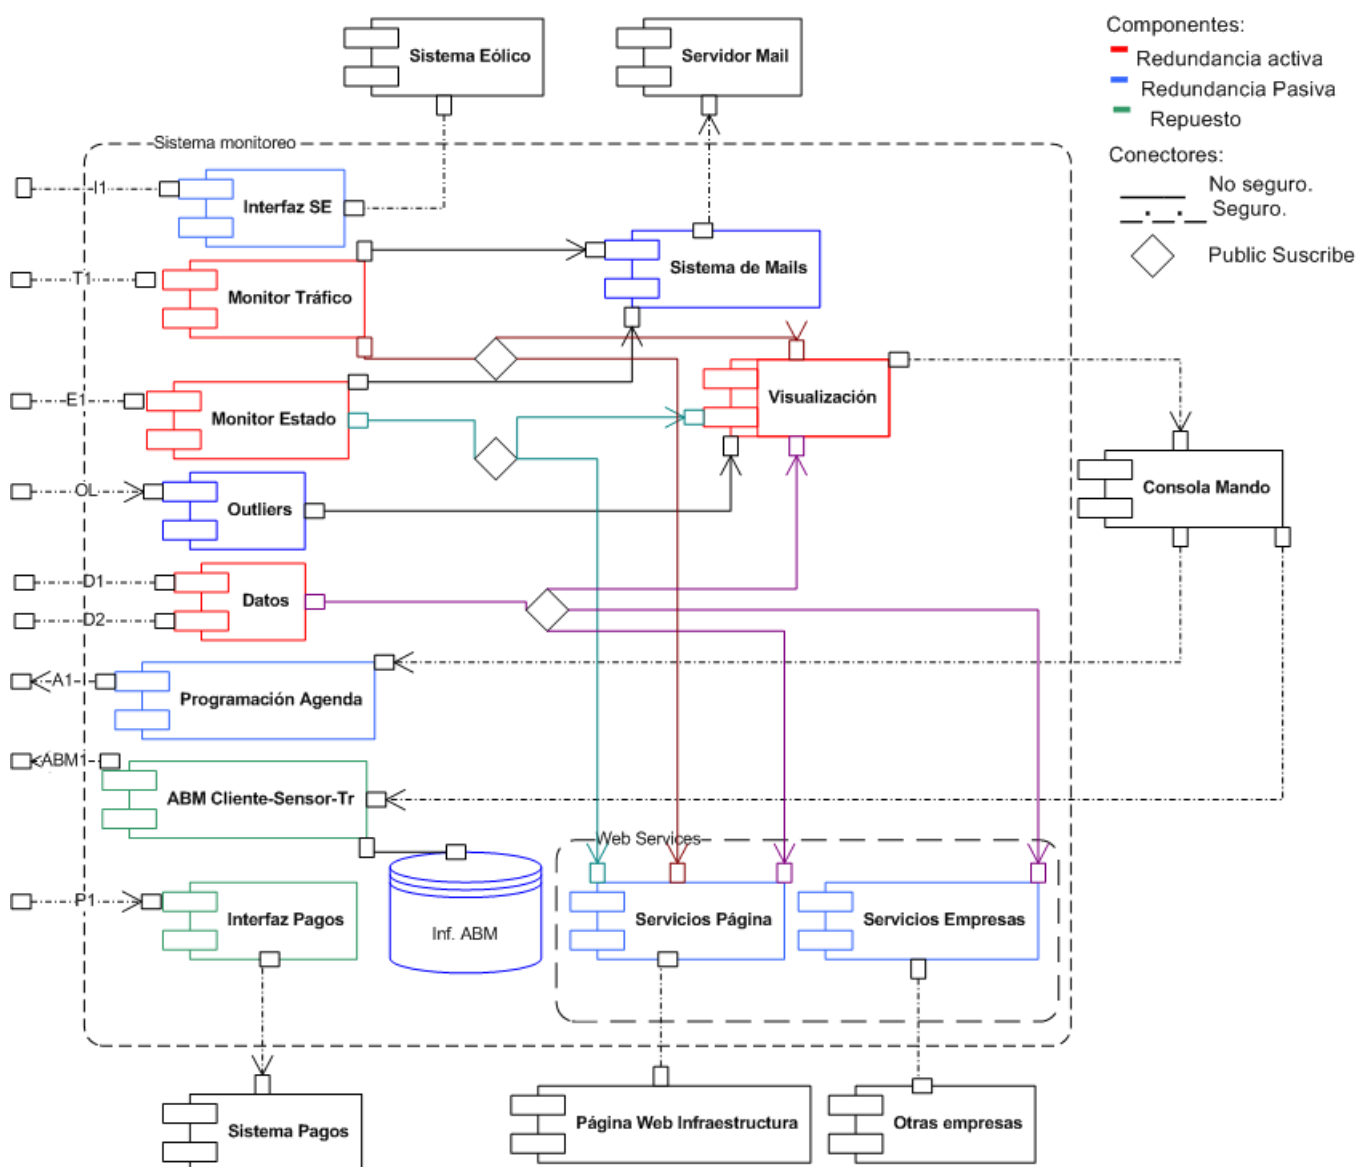 Componentes:
Sistema Eólico
Servidor Mail
Redundancia activa
Redundancia Pasiva
Repuesto
Sistema monitoreo
Conectores:
No seguro.
Seguro.
I1
Interfaz SE
Public Suscribe
Sistema de Mails
T1
Monitor Tráfico
Visualización
E1
Monitor Estado
Consola Mando
OL
Outliers
D1
Datos
D2
A1
Programación Agenda
ABM1
ABM Cliente-Sensor-Tr
Web Services
P1
Interfaz Pagos
Inf. ABM
Servicios Página
Servicios Empresas
Sistema Pagos
Página Web Infraestructura
Otras empresas